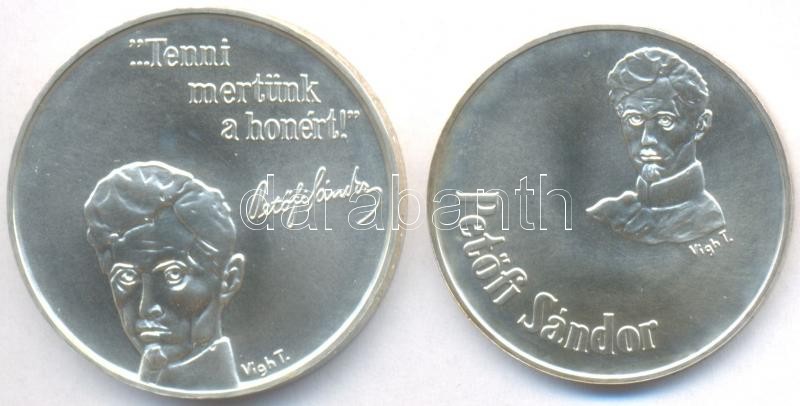 "...Tenni
mertünk
a honért!"
Petőfi Sándor
Vigh T.
Petőfi Sándor
Vigh T.
darabanth